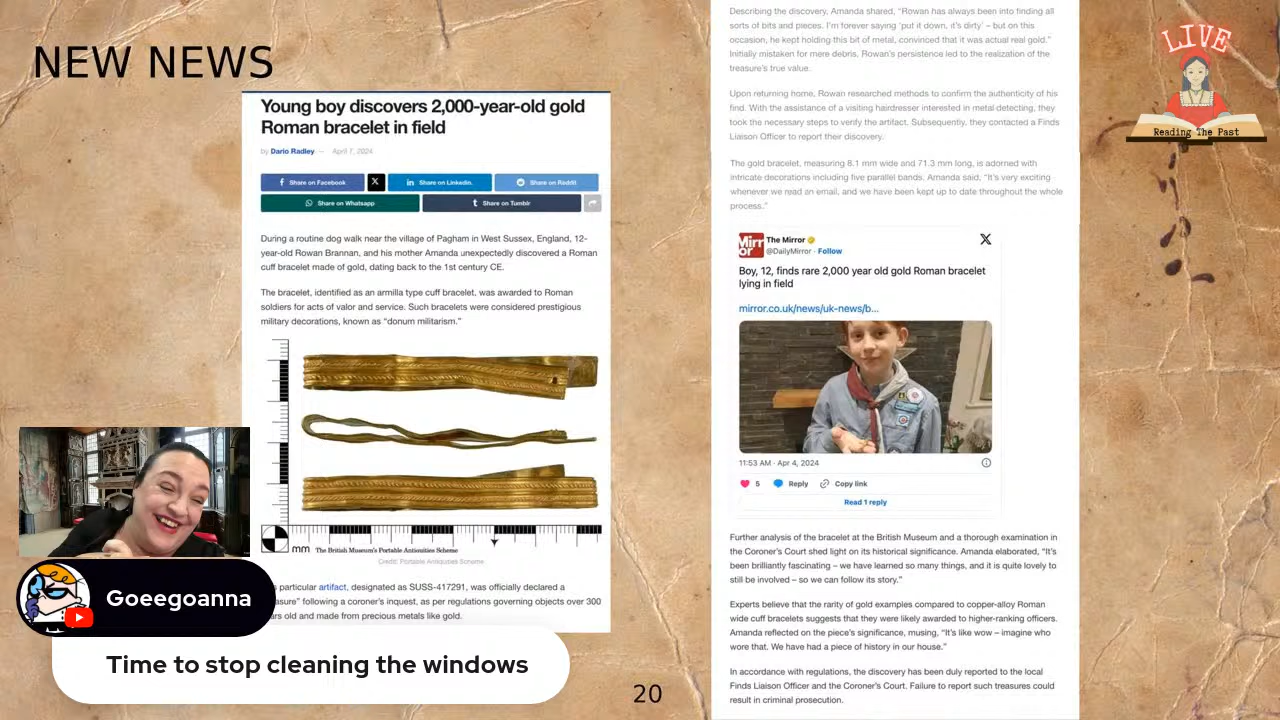 NEW NEWS
Young boy discovers 2,000-year-old gold
Roman bracelet in field
by Dario Radley — April 7, 2024
Share on Facebook
Share on Linkedin.
Share on Reddit
Share on Whatsapp
Share on Tumblr
During a routine dog walk near the village of Pagham in West Sussex, England, 12-
year-old Rowan Brannan, and his mother Amanda unexpectedly discovered a Roman
cuff bracelet made of gold, dating back to the 1st century CE.
The bracelet, identified as an armilla type cuff bracelet, was awarded to Roman
soldiers for acts of valor and service. Such bracelets were considered prestigious
military decorations, known as “donum militarism.”
mm The British Museum's Portable Antiquities Scheme
Credit: Portable Antiquities Scheme
particular artifact, designated as SUSS-417291, was officially declared a
asure” following a coroner's inquest, as per regulations governing objects over 300
ars old and made from precious metals like gold.
Goeegoanna
Time to stop cleaning the windows
20
Describing the discovery, Amanda shared, “Rowan has always been into finding all
sorts of bits and pieces. I'm forever saying ‘put it down, it's dirty’ – but on this
occasion, he kept holding this bit of metal, convinced that it was actual real gold.”
Initially mistaken for mere debris, Rowan's persistence led to the realization of the
treasure's true value.
Upon returning home, Rowan researched methods to confirm the authenticity of his
find. With the assistance of a visiting hairdresser interested in metal detecting, they
took the necessary steps to verify the artifact. Subsequently, they contacted a Finds
Liaison Officer to report their discovery.
The gold bracelet, measuring 8.1 mm wide and 71.3 mm long, is adorned with
intricate decorations including five parallel bands. Amanda said, “It's very exciting
whenever we read an email, and we have been kept up to date throughout the whole
process.”
Mirr
or
The Mirror
@DailyMirror · Follow
Boy, 12, finds rare 2,000 year old gold Roman bracelet
lying in field
mirror.co.uk/news/uk-news/b...
11:53 AM · Apr 4, 2024
5 Reply Copy link
Read 1 reply
Further analysis of the bracelet at the British Museum and a thorough examination in
the Coroner's Court shed light on its historical significance. Amanda elaborated, “It's
been brilliantly fascinating – we have learned so many things, and it is quite lovely to
still be involved – so we can follow its story.”
Experts believe that the rarity of gold examples compared to copper-alloy Roman
wide cuff bracelets suggests that they were likely awarded to higher-ranking officers.
Amanda reflected on the piece's significance, musing, “It's like wow – imagine who
wore that. We have had a piece of history in our house.”
In accordance with regulations, the discovery has been duly reported to the local
Finds Liaison Officer and the Coroner's Court. Failure to report such treasures could
result in criminal prosecution.
LIVE
Reading The Past